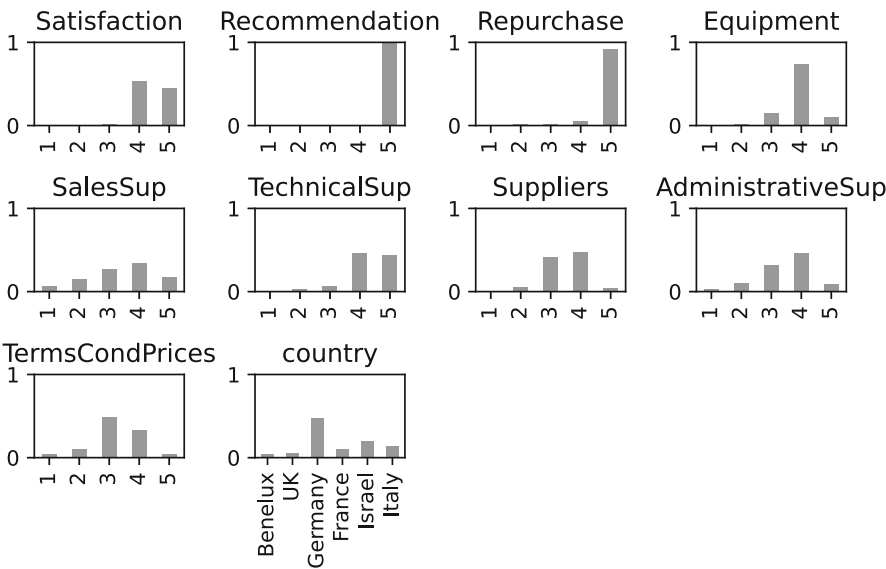 Satisfaction
Recommendation
Repurchase
Equipment
1
0
1 2 3 4 5
1
0
1 2 3 4 5
1
0
1 2 3 4 5
1
0
1 2 3 4 5
SalesSup
TechnicalSup
Suppliers
AdministrativeSup
1
0
1 2 3 4 5
1
0
1 2 3 4 5
1
0
1 2 3 4 5
1
0
1 2 3 4 5
TermsCondPrices
country
1
0
1 2 3 4 5
1
0
Benelux
UK
Germany
France
Israel
Italy